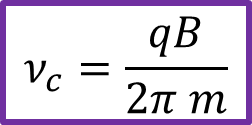 ν_c = qB / 2π m